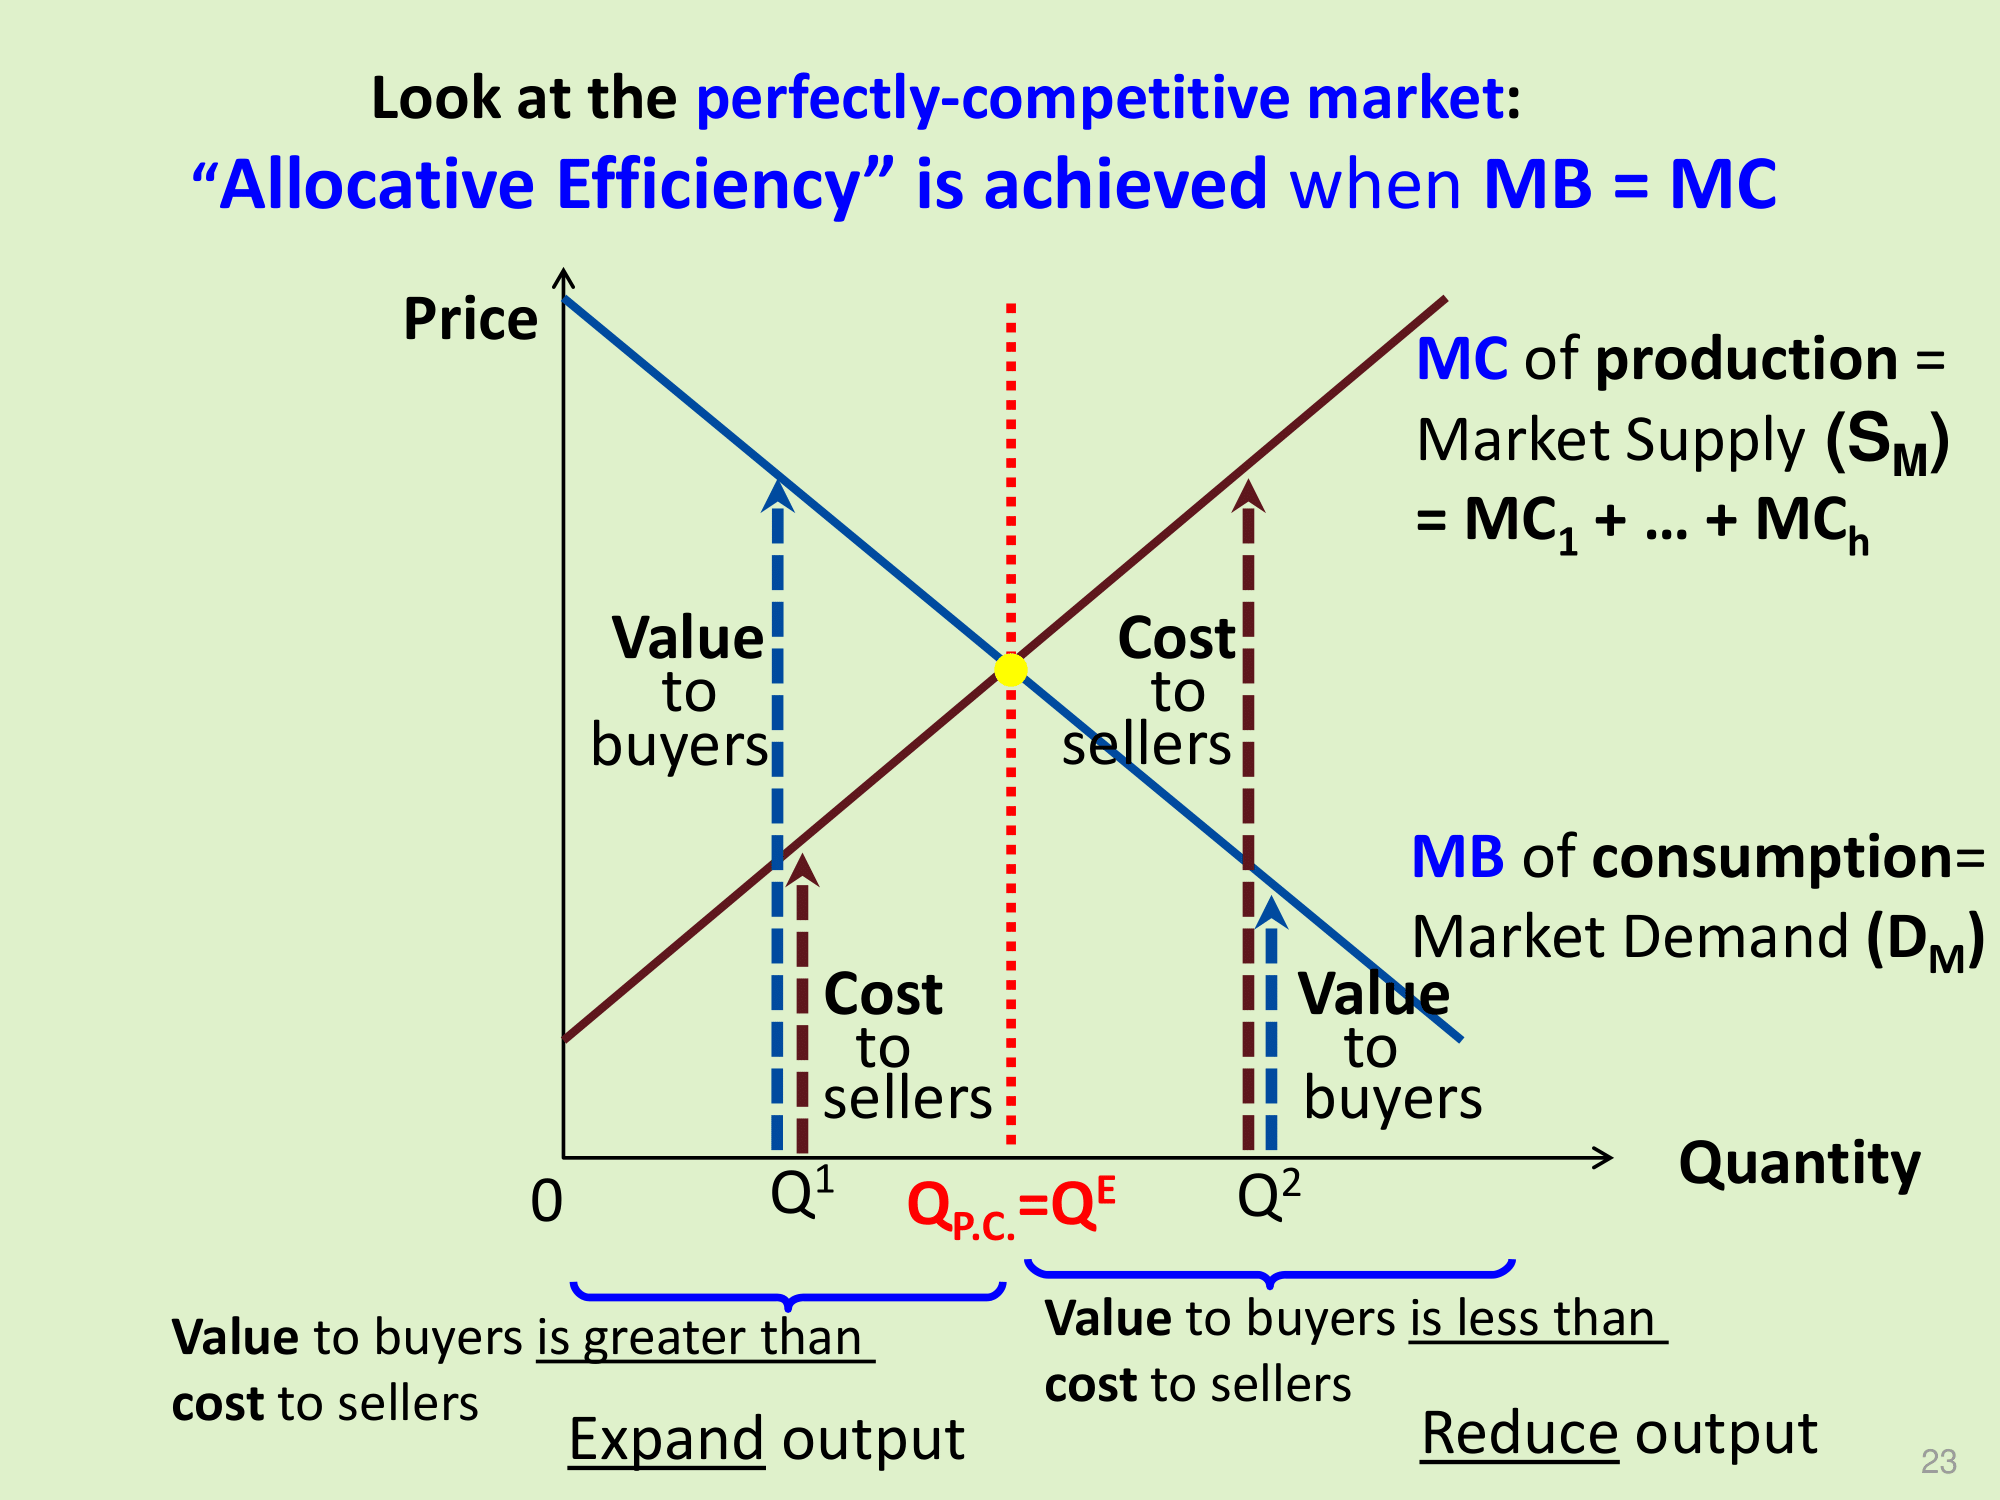 Look at the perfectly-competitive market:
“Allocative Efficiency” is achieved when MB = MC
Price
MC of production =
Market Supply (S_M)
= MC_1 + … + MC_h
Value
to
buyers
Cost
to
sellers
MB of consumption=
Market Demand (D_M)
Cost
to
sellers
Value
to
buyers
Quantity
0
Q^1
Q_P.C.=Q^E
Q^2
Value to buyers is greater than
cost to sellers
Expand output
Value to buyers is less than
cost to sellers
Reduce output
23